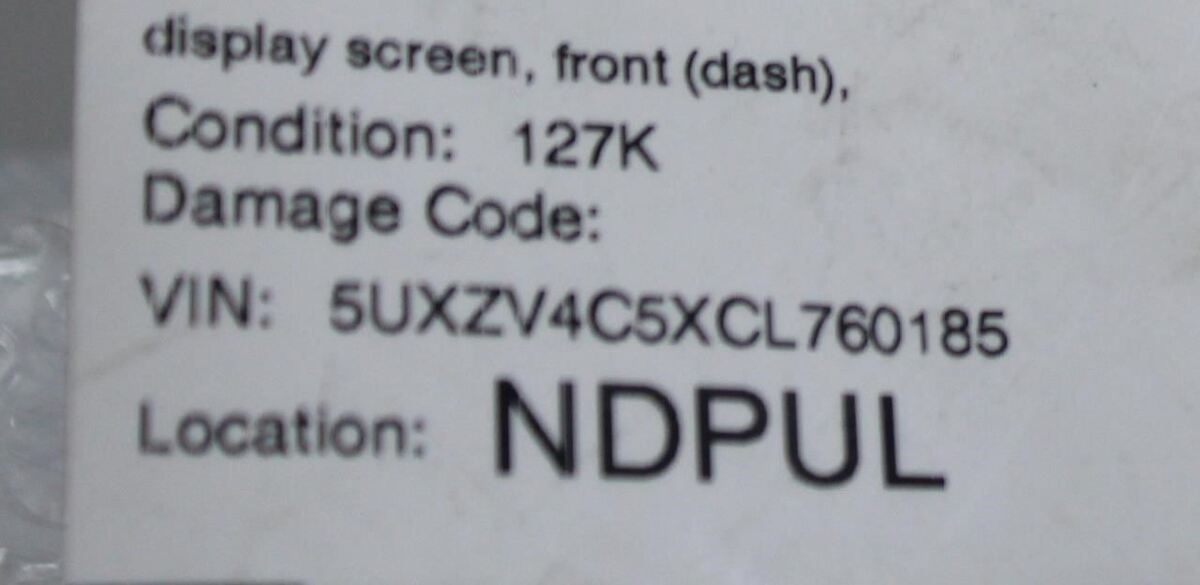 display screen, front (dash),
Condition: 127K
Damage Code:
VIN: 5UXZV4C5XCL760185
Location: NDPUL